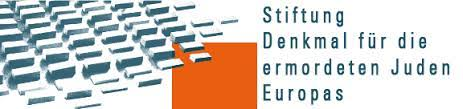 Stiftung
Denkmal für die
ermordeten Juden
Europas